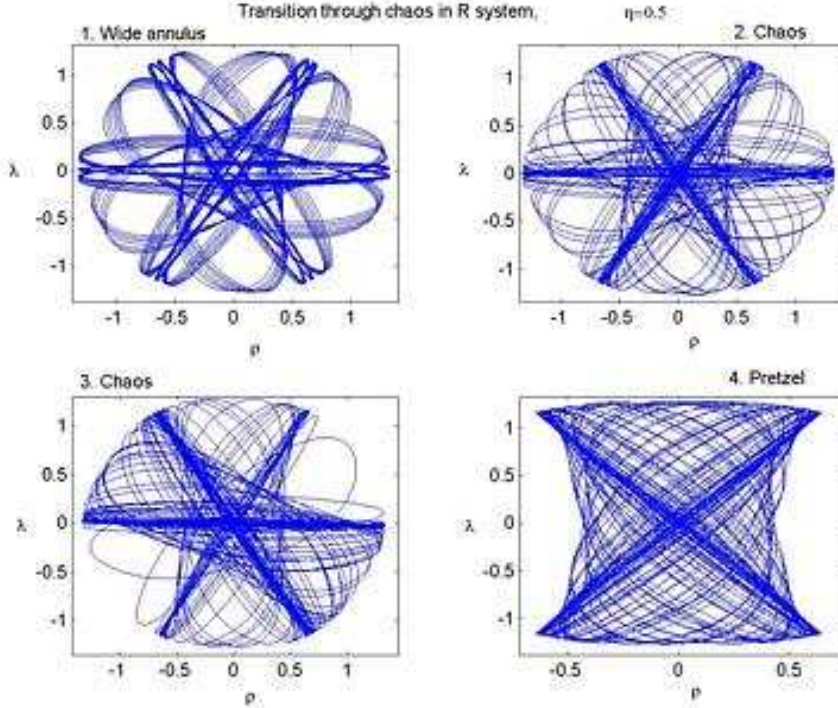 Transition through chaos in R system, η=0.5
1. Wide annulus
1
0.5
0
-0.5
-1
λ
-1 -0.5 0 0.5 1
ρ
2. Chaos
1
0.5
0
-0.5
-1
λ
-1 -0.5 0 0.5 1
ρ
3. Chaos
1
0.5
0
-0.5
-1
λ
-1 -0.5 0 0.5 1
ρ
4. Pretzel
1
0.5
0
-0.5
-1
λ
-0.5 0 0.5
ρ